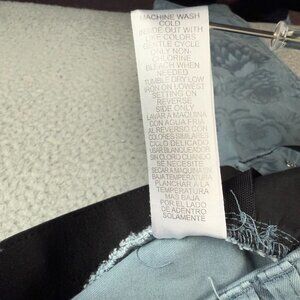 MACHINE WASH
COLD
INSIDE OUT WITH
LIKE COLORS
GENTLE CYCLE
ONLY NON-
CHLORINE
BLEACH WHEN
NEEDED
TUMBLE DRY LOW
IRON ON LOWEST
SETTING ON
REVERSE
SIDE ONLY
LAVAR A MAQUINA
CON AGUA FRIA
AL REVERSO CON
COLORES SIMILARES
CICLO DELICADO
USAR BLANQUEADOR
SIN CLORO CUANDO
SE NECESITE
SECAR A MAQUINA SIN
BAJA TEMPERATURA
PLANCHAR A LA
TEMPERATURA
MAS BAJA
POR EL LADO
DE ADENTRO
SOLAMENTE